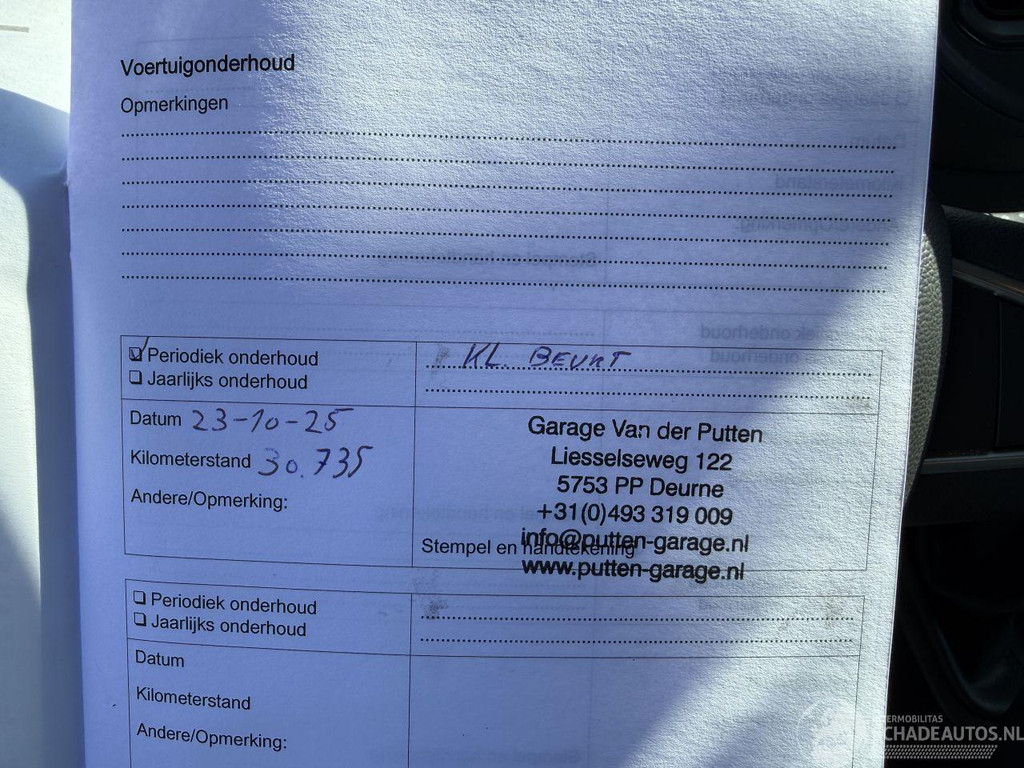 Voertuigonderhoud
Opmerkingen
Periodiek onderhoud
Jaarlijks onderhoud
KL. BEURT
Datum 23-10-25
Kilometerstand 30.735
Andere/Opmerking:
Garage Van der Putten
Liesselseweg 122
5753 PP Deurne
+31(0)493 319 009
info@putten-garage.nl
Stempel en handtekening
www.putten-garage.nl
Periodiek onderhoud
Jaarlijks onderhoud
Datum
Kilometerstand
Andere/Opmerking:
SCHADEAUTOS.NL